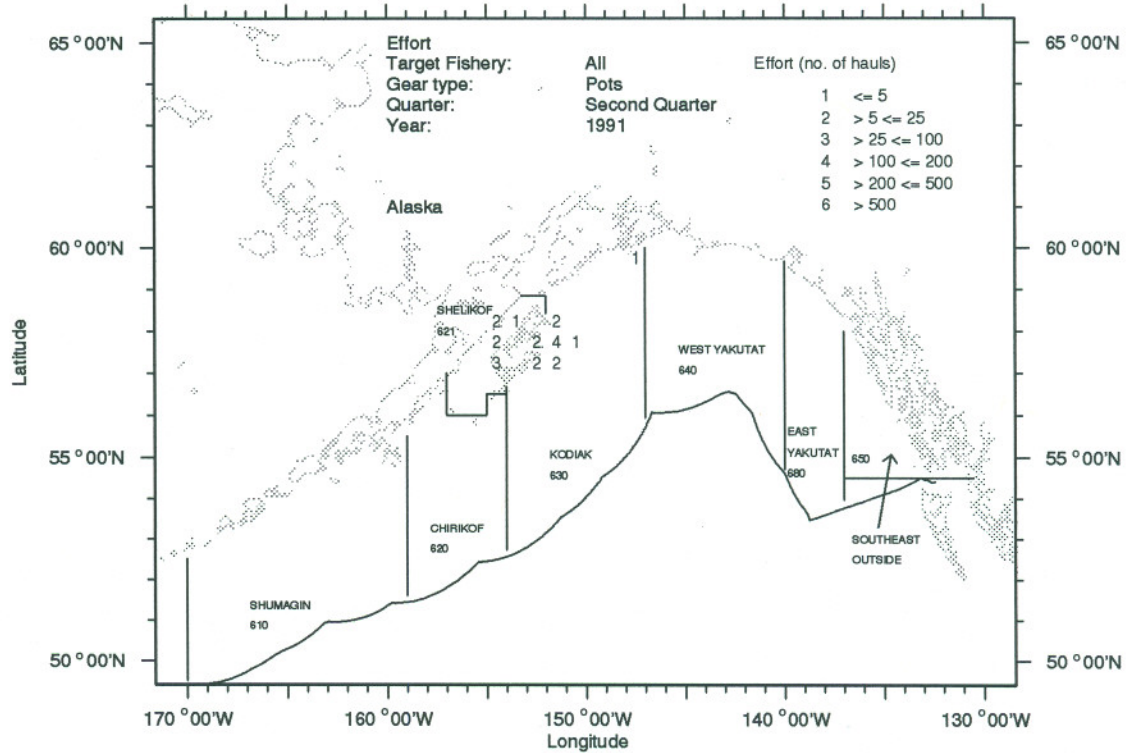 65 °00'N
65 °00'N
Effort
Target Fishery: All
Gear type: Pots
Quarter: Second Quarter
Year: 1991
Effort (no. of hauls)
1 <= 5
2 > 5 <= 25
3 > 25 <= 100
4 > 100 <= 200
5 > 200 <= 500
6 > 500
Alaska
60 °00'N
60 °00'N
1
SHELIKOF
621
2 1 2
2 2 4 1
3 2 2
WEST YAKUTAT
640
Latitude
EAST
YAKUTAT
680
650
KODIAK
630
55 °00'N
55 °00'N
CHIRIKOF
620
SOUTHEAST
OUTSIDE
SHUMAGIN
610
50 °00'N
50 °00'N
170 °00'W 160 °00'W 150 °00'W 140 °00'W 130 °00'W
Longitude